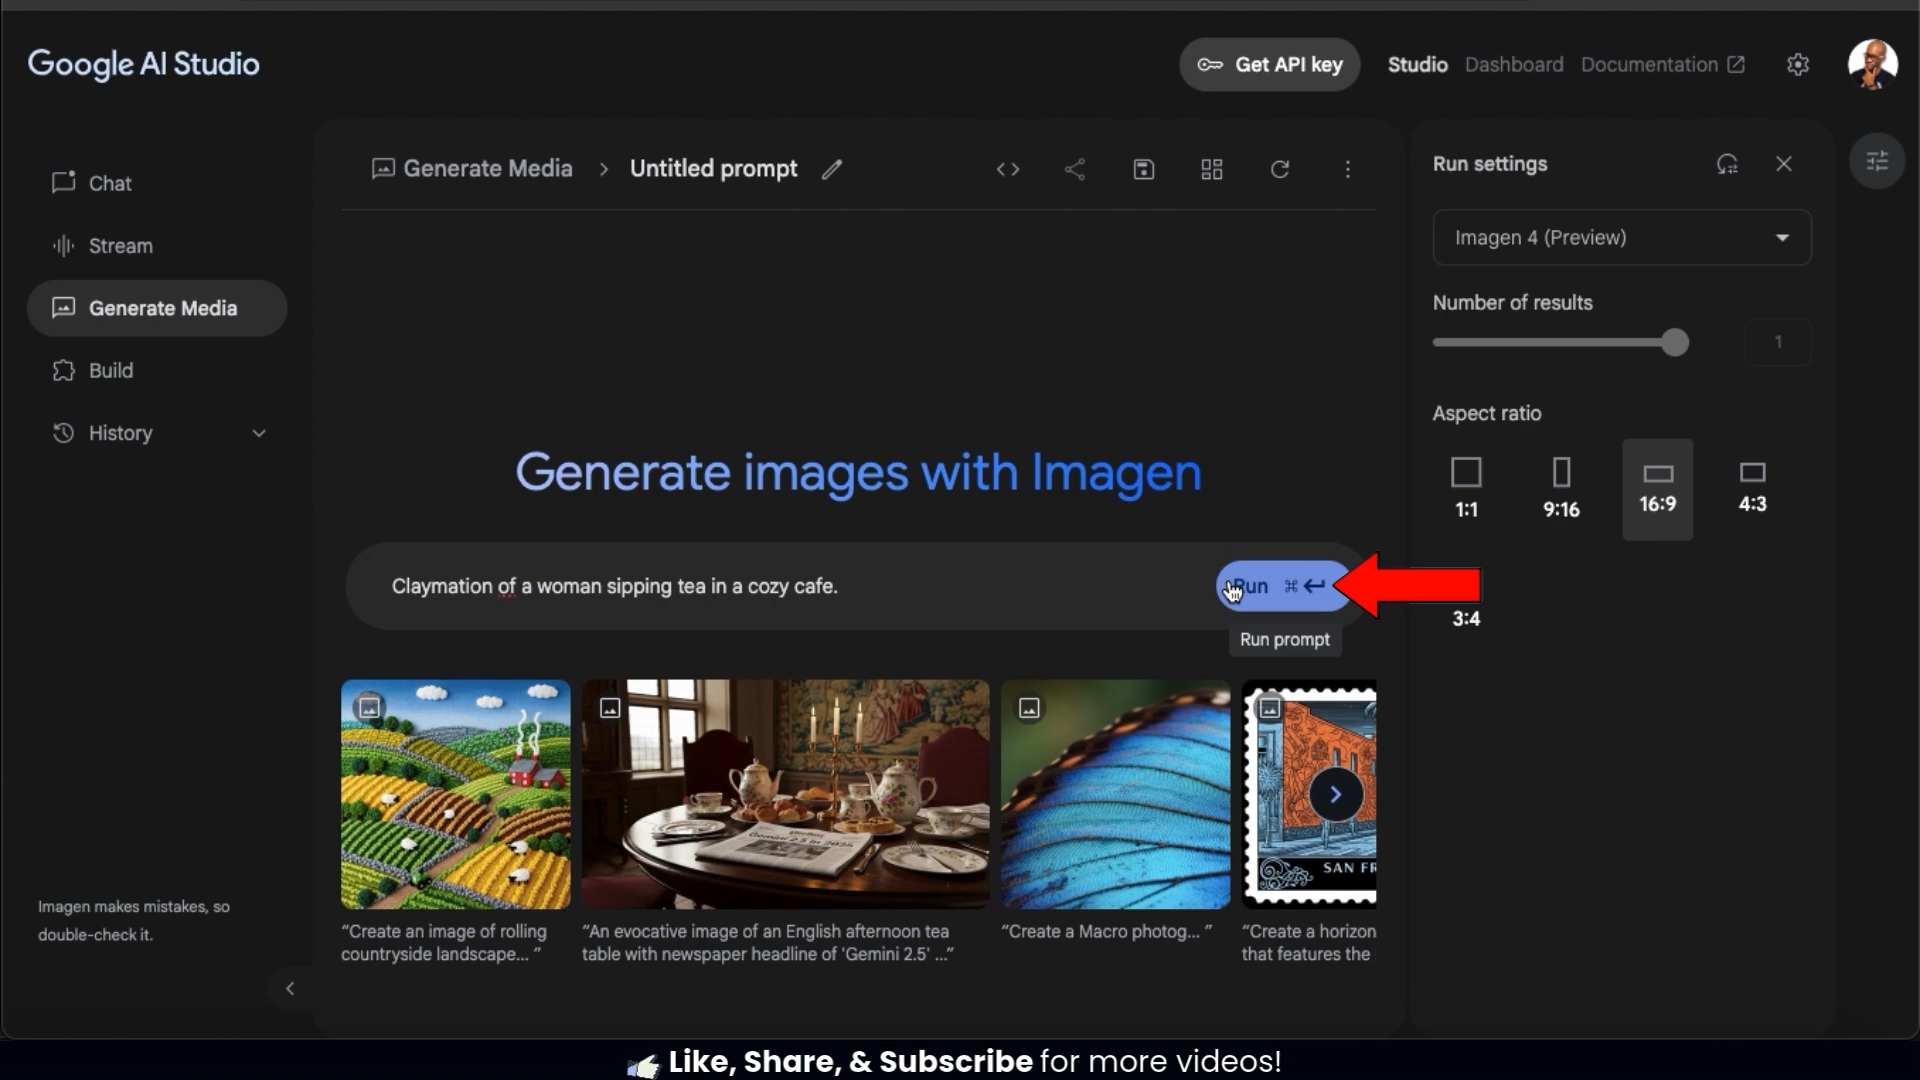 Google AI Studio
Get API key
Studio
Dashboard
Documentation
Chat
Stream
Generate Media
Build
History
Imagen makes mistakes, so
double-check it.
Generate Media > Untitled prompt
Generate images with Imagen
Claymation of a woman sipping tea in a cozy cafe.
Run ⌘
Run prompt
Gemini 2.5 in 2025
SAN FR
“Create an image of rolling
countryside landscape... ”
“An evocative image of an English afternoon tea
table with newspaper headline of 'Gemini 2.5' ...”
“Create a Macro photog... ”
“Create a horizon
that features the
Run settings
Imagen 4 (Preview)
Number of results
1
Aspect ratio
1:1
9:16
16:9
4:3
3:4
Like, Share, & Subscribe for more videos!